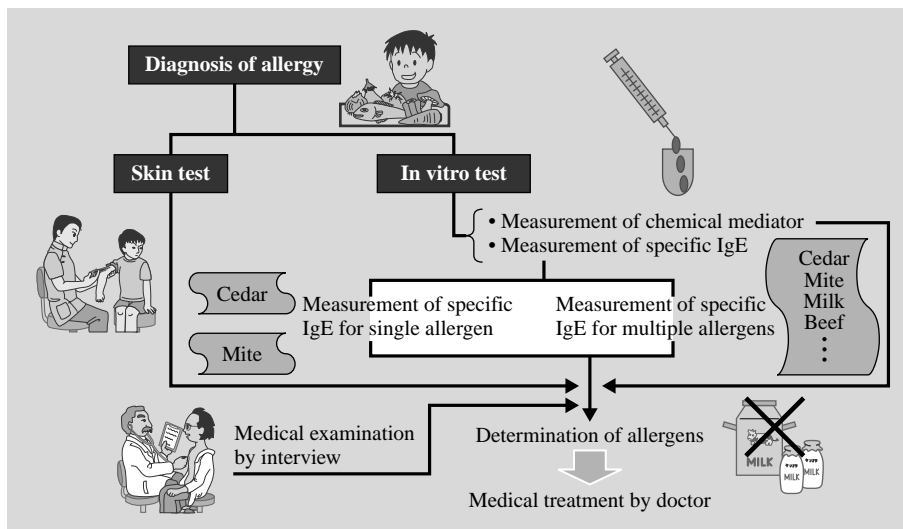 Diagnosis of allergy
Skin test
In vitro test
• Measurement of chemical mediator
• Measurement of specific IgE
Cedar
Mite
Measurement of specific
IgE for single allergen
Measurement of specific
IgE for multiple allergens
Cedar
Mite
Milk
Beef
Medical examination
by interview
Determination of allergens
Medical treatment by doctor
MILK
MILK
MILK